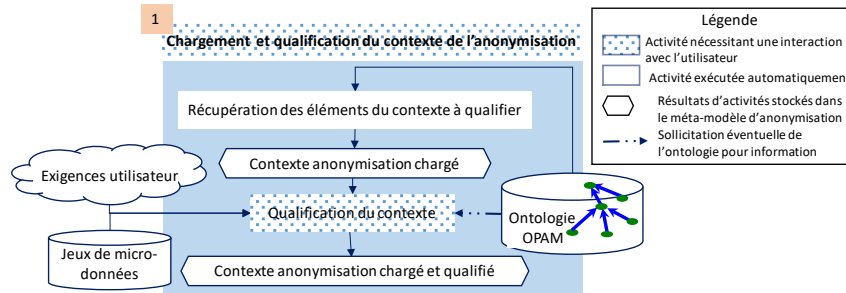 1
Chargement et qualification du contexte de l'anonymisation
Récupération des éléments du contexte à qualifier
Contexte anonymisation chargé
Exigences utilisateur
Qualification du contexte
Ontologie
OPAM
Jeux de micro-
données
Contexte anonymisation chargé et qualifié
Légende
Activité nécessitant une interaction
avec l'utilisateur
Activité exécutée automatiquemen
Résultats d'activités stockés dans
le méta-modèle d'anonymisation
Sollicitation éventuelle de
l'ontologie pour information